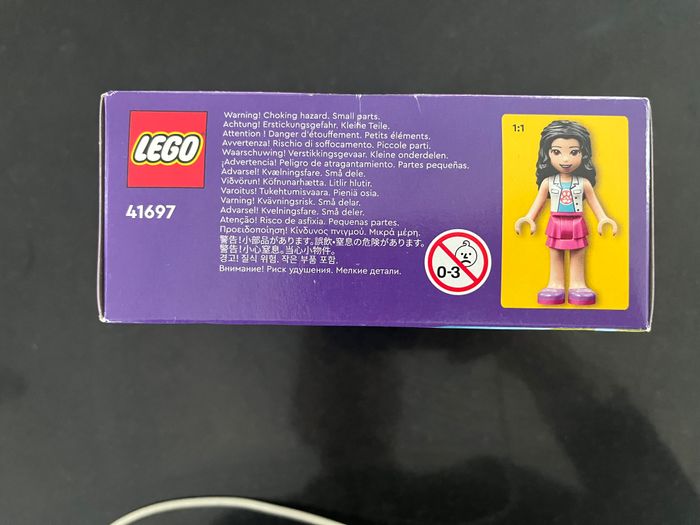 LEGO
41697
Warning! Choking hazard. Small parts.
Achtung! Erstickungsgefahr. Kleine Teile.
Attention ! Danger d'étouffement. Petits éléments.
Avvertenza! Rischio di soffocamento. Piccole parti.
Waarschuwing! Verstikkingsgevaar. Kleine onderdelen.
¡Advertencia! Peligro de atragantamiento. Partes pequeñas.
Advarsel! Kvælningsfare. Små dele.
Viðvörun! Köfnunarhætta. Litlir hlutir.
Varoitus! Tukehtumisvaara. Pieniä osia.
Varning! Kvävningsrisk. Små delar.
Advarsel! Kvelningsfare. Små deler.
Atenção! Risco de asfixia. Pequenas partes.
Προειδοποίηση! Κίνδυνος πνιγμού. Μικρά μέρη.
警告!小部品があります。誤飲・窒息の危険があります。
警告!小心窒息。当心小物件。
경고! 질식 위험. 작은 부품 포함.
Внимание! Риск удушения. Мелкие детали.
0-3
1:1